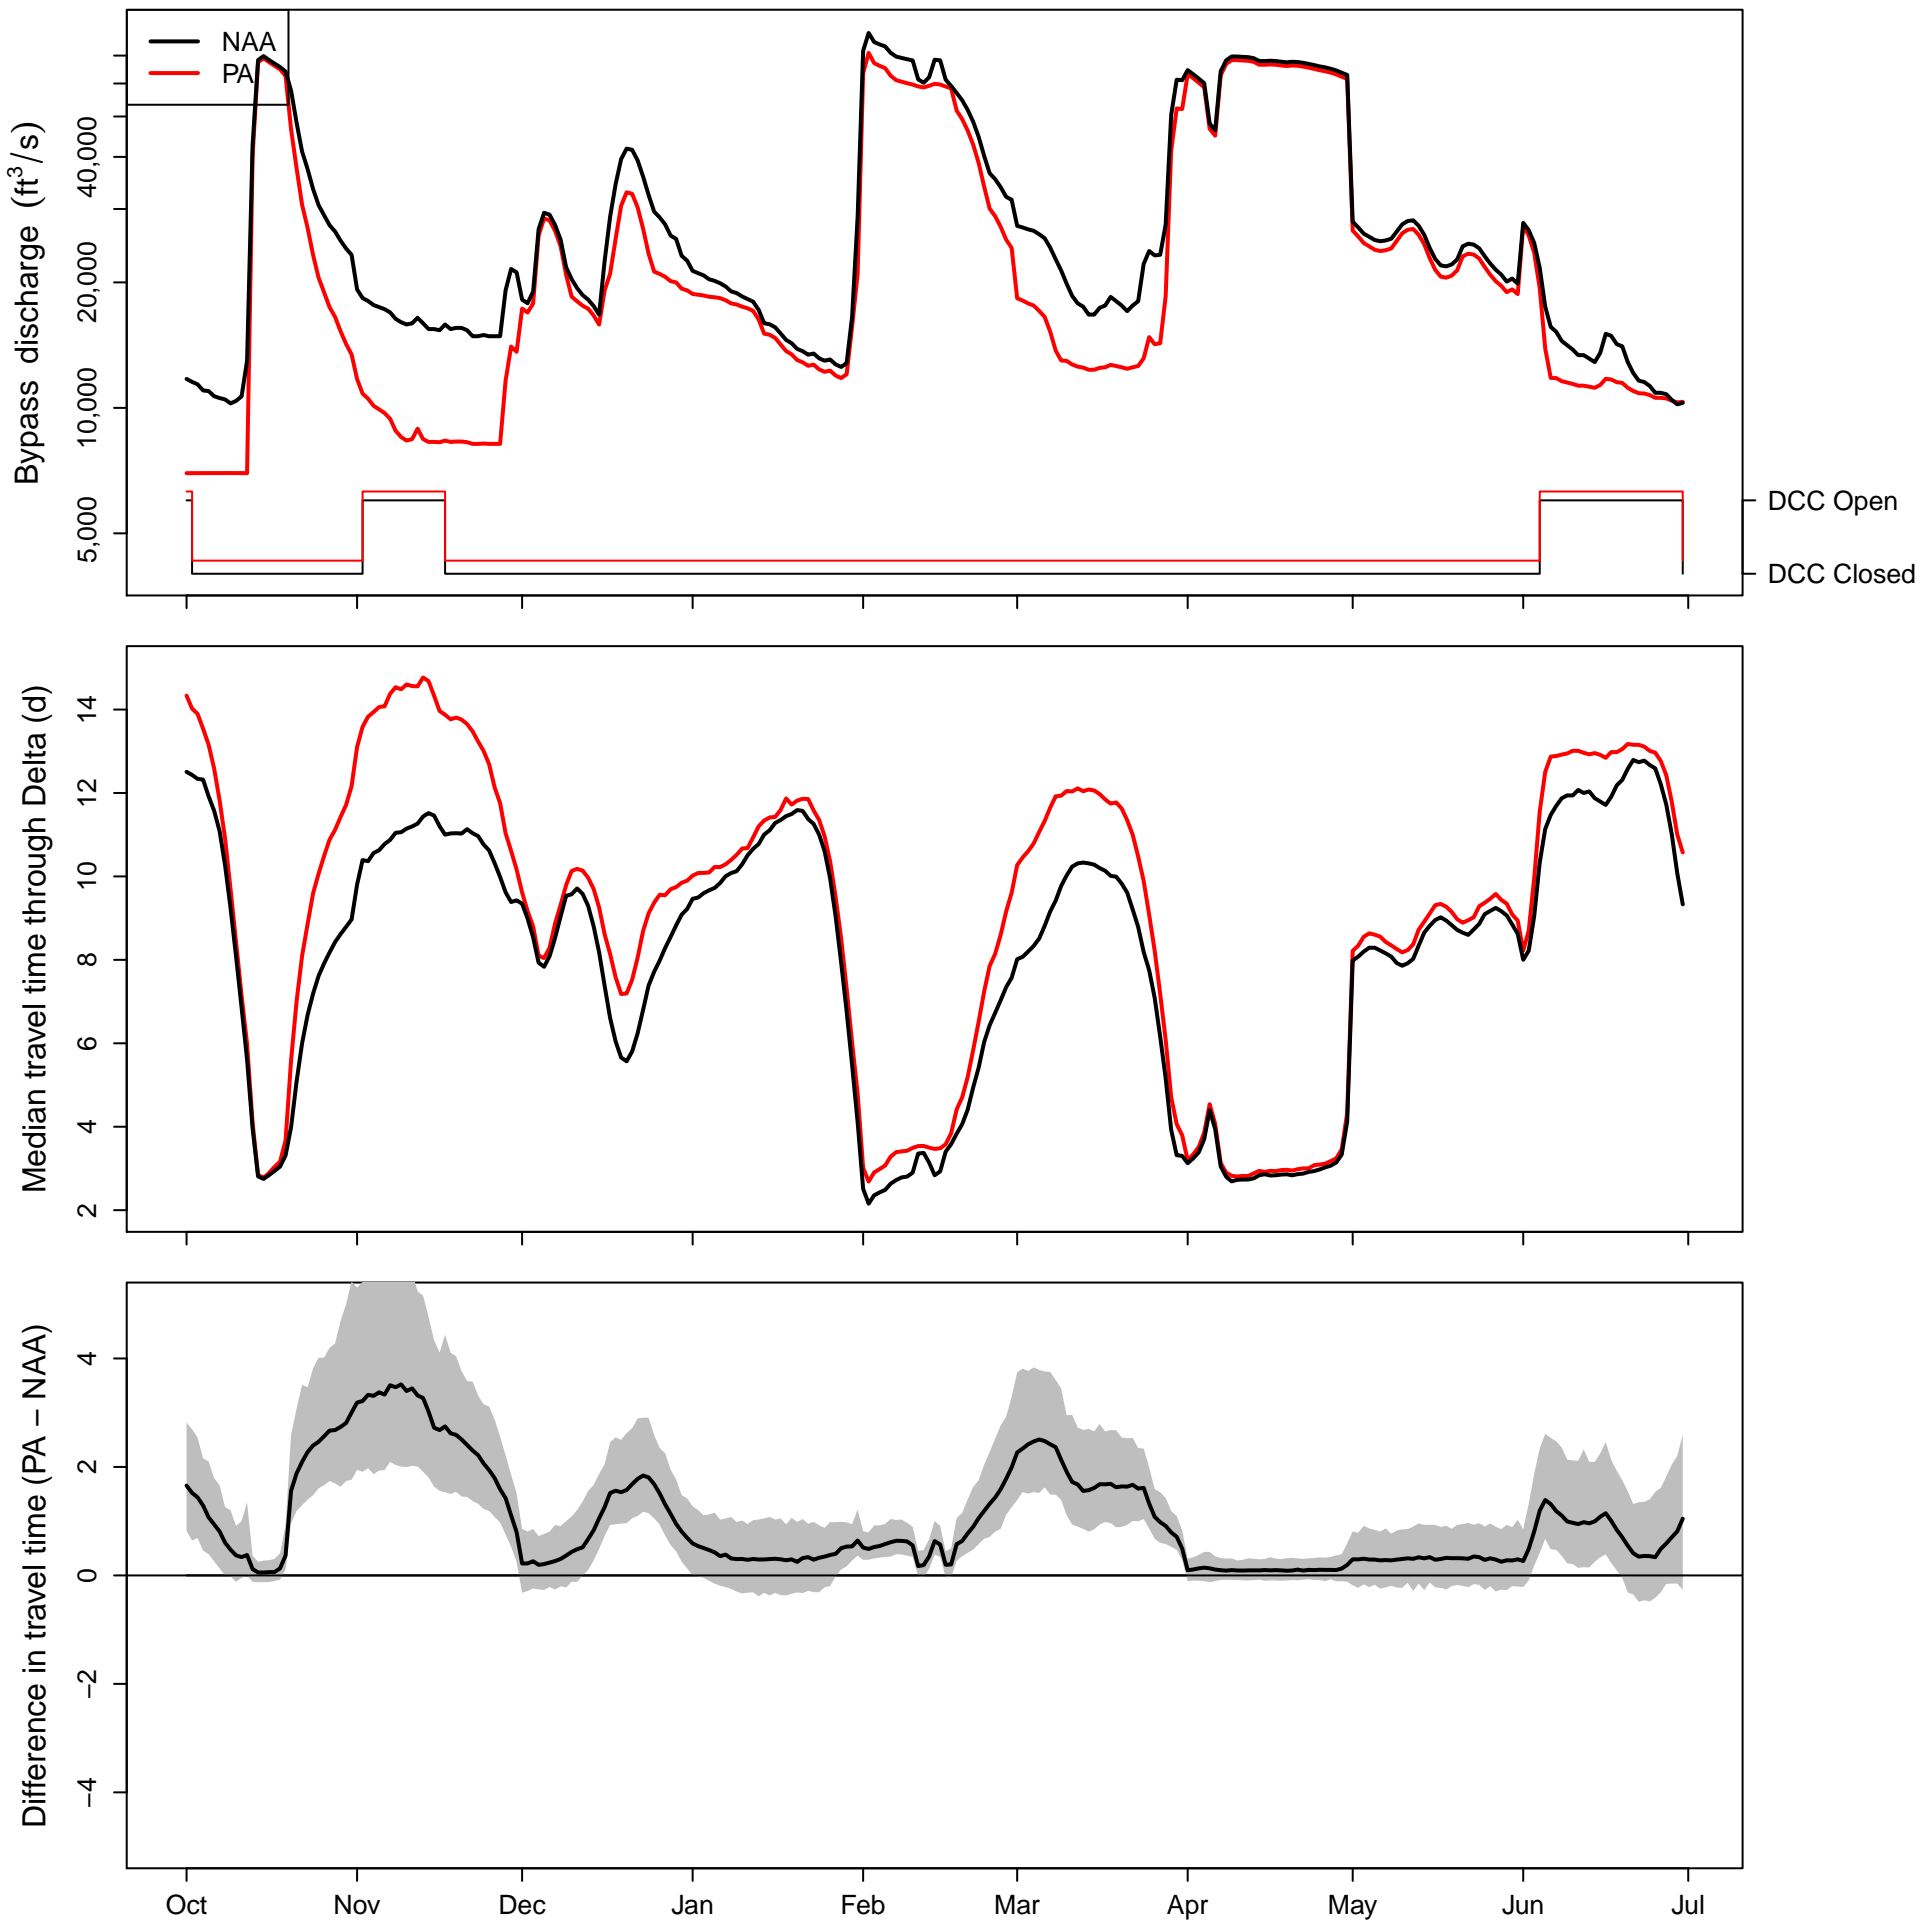 NAA
PA
Bypass discharge (ft³/s)
40,000
20,000
10,000
5,000
DCC Open
DCC Closed
Median travel time through Delta (d)
14
12
10
8
6
4
2
Difference in travel time (PA − NAA)
4
2
0
−2
−4
Oct Nov Dec Jan Feb Mar Apr May Jun Jul